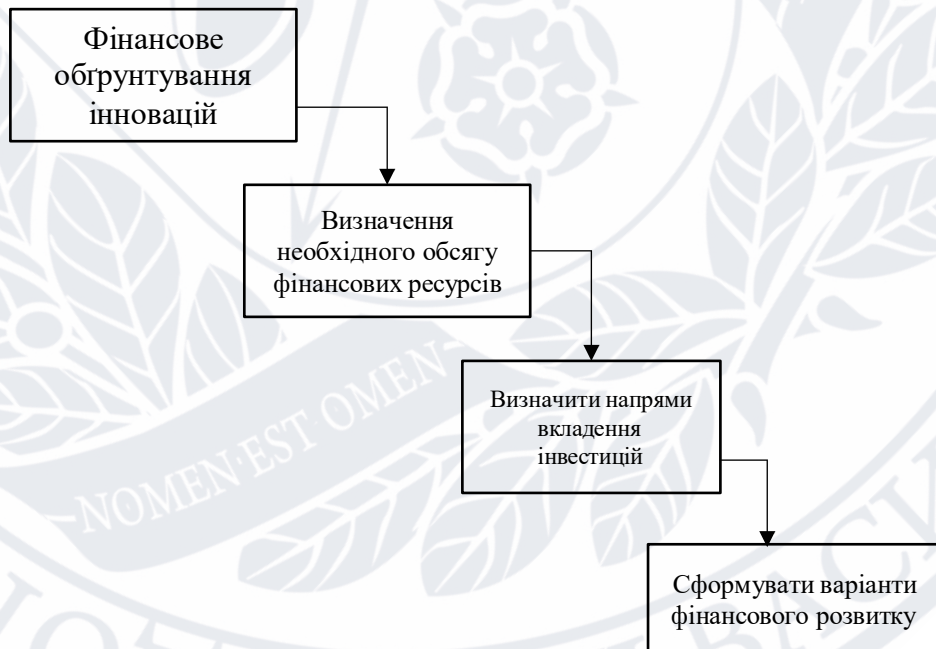 Фінансове
обґрунтування
інновацій
Визначення
необхідного обсягу
фінансових ресурсів
Визначити напрями
вкладення
інвестицій
Сформувати варіанти
фінансового розвитку
NOMEN EST OMEN